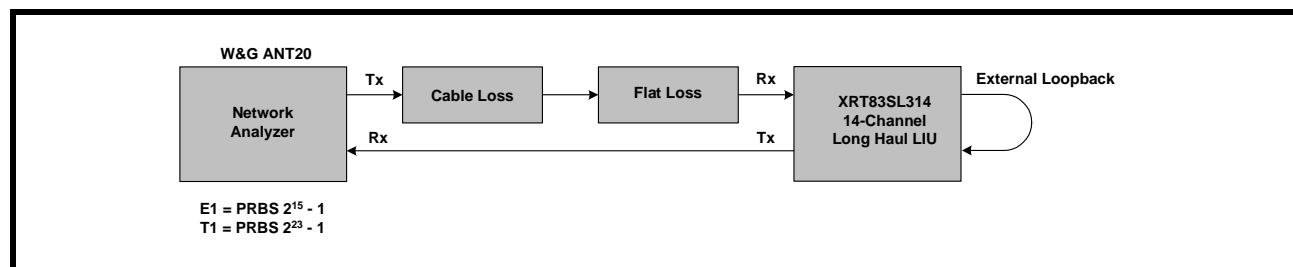 W&G ANT20
Network
Analyzer
Tx
Cable Loss
Flat Loss
Rx
XRT83SL314
14-Channel
Long Haul LIU
External Loopback
Rx
Tx
E1 = PRBS 2¹⁵ - 1
T1 = PRBS 2²³ - 1